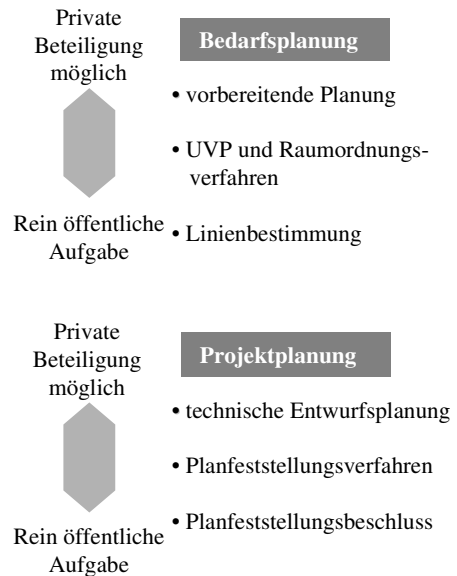 Private
Beteiligung
möglich
Rein öffentliche
Aufgabe
Bedarfsplanung
• vorbereitende Planung
• UVP und Raumordnungs-
verfahren
• Linienbestimmung
Private
Beteiligung
möglich
Rein öffentliche
Aufgabe
Projektplanung
• technische Entwurfsplanung
• Planfeststellungsverfahren
• Planfeststellungsbeschluss